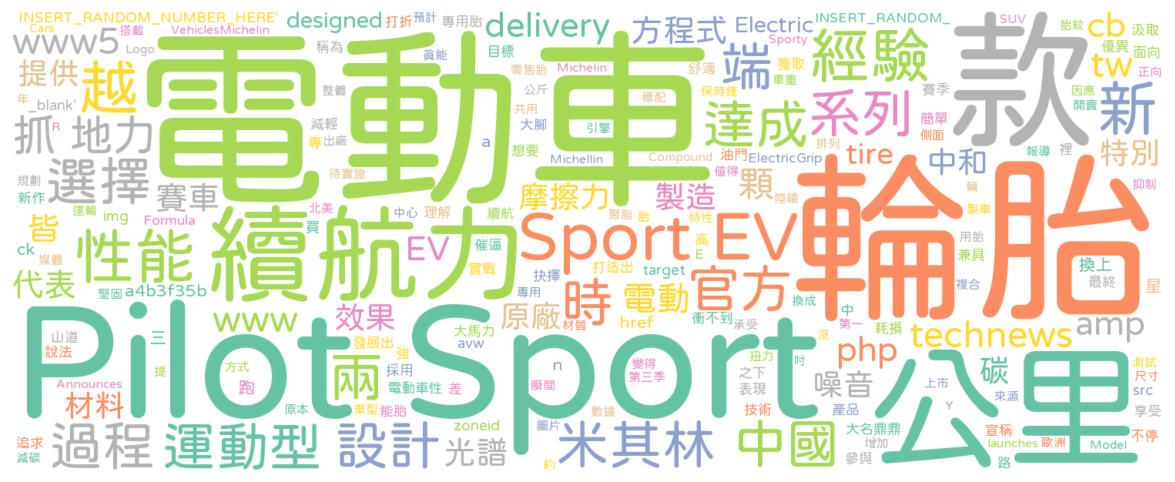 INSERT_RANDOM_NUMBER_HERE' designed 打折 預計 專用胎 delivery 方程式 Electric INSERT_RANDOM_ SUV 胎紋 cb 汲取
Cars 搭載 VehiclesMichelin
www5 Logo 稱為 目標 Sporty 優異 面向
提供 越 電動車 零售胎 Michelin 舒適 獲取 端 經驗 款 tw 正向
年 _blank' 真能 整體 公斤 保時捷 車重 賽季 因應 新
抓 地力 R 專 減輕 出廠 共用 標配 達成 系列 簡單 開賣
選擇 a 大腳 引擎 排列 側面 特別
規劃 待實證 想要 Michellin Compound 油門 ElectricGrip tire 中和 報導 裡
新作 賽車 北美 中心 理解 續航 摩擦力 製造 值得 顆 陸續 輪胎 輛 抑制
皆 運輸 img Formula 買 聚脂 胎 特性 用胎 製車
ck 性能 續航力 EV 催逼 Sport EV 高 E 兼具 換上
媒體 實戰 抉擇 打造出 target 官方 複合 最終 星
代表 堅固 a4b3f35b 專用 時 電動 換成 中
www 效果 原廠 材質 href 衝不到 承受 沒 第一 耗損 technews amp
PilotSport 公里
山道 三 兩 發展出 大馬力 avw 強 變得 第三季 之下 扭力 吋 php 碳 測試
說法 方式 採用 n 表現 噪音 上市 尺寸
Announces 提 跑 電動車性 差 瞬間 來源 src
材料 原本 車型 能胎 數據 技術 產品 Y 享受
追求 過程 運動型 設計 zoneid 圖片 米其林 中國 大名鼎鼎 宣稱 launches 歐洲 Model 不停
減碳 光譜 約 增加 參與 路